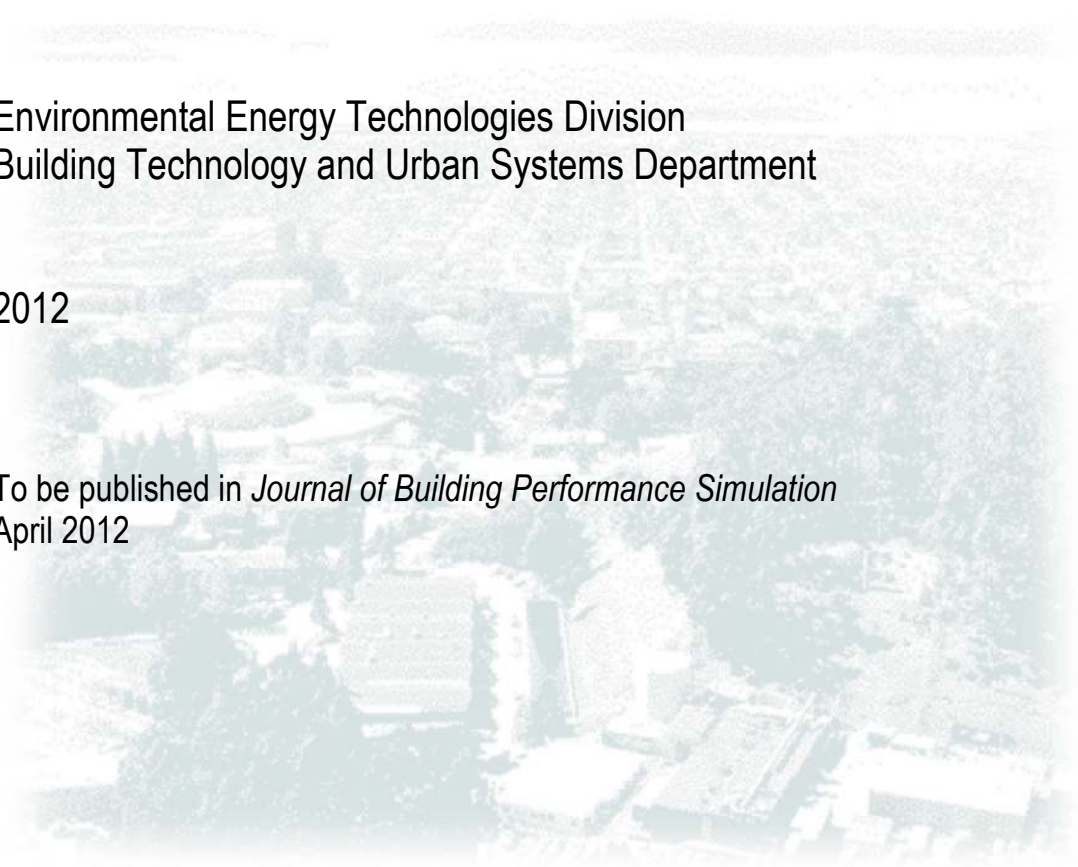 Environmental Energy Technologies Division
Building Technology and Urban Systems Department
2012
To be published in Journal of Building Performance Simulation
April 2012